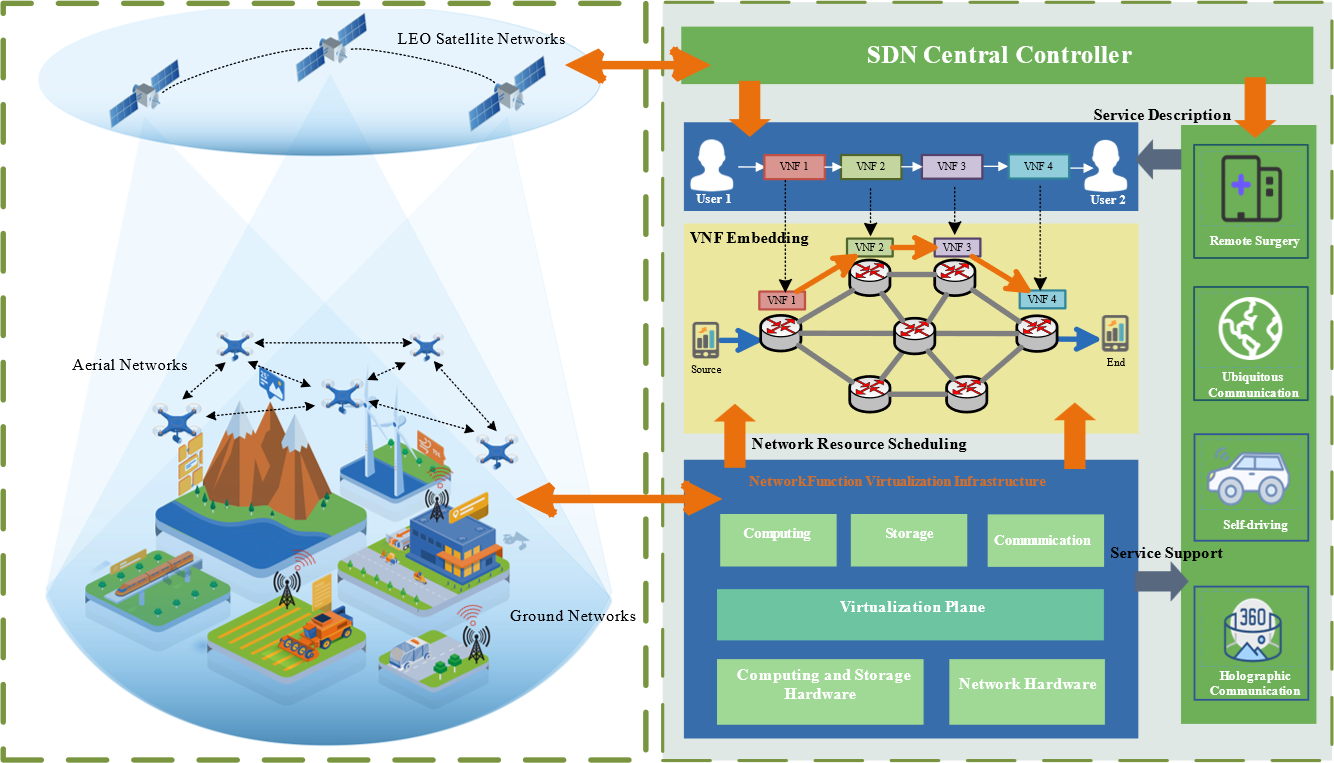 LEO Satellite Networks
SDN Central Controller
Service Description
VNF 1
VNF 2
VNF 3
VNF 4
User 1
User 2
VNF Embedding
VNF 2
VNF 3
VNF 1
VNF 4
Source
End
Remote Surgery
Ubiquitous
Communication
Aerial Networks
Network Resource Scheduling
NetworkFunction Virtualization Infrastructure
Computing
Storage
Communication
Self-driving
Service Support
Virtualization Plane
Ground Networks
Computing and Storage
Hardware
Network Hardware
360
Holographic
Communication